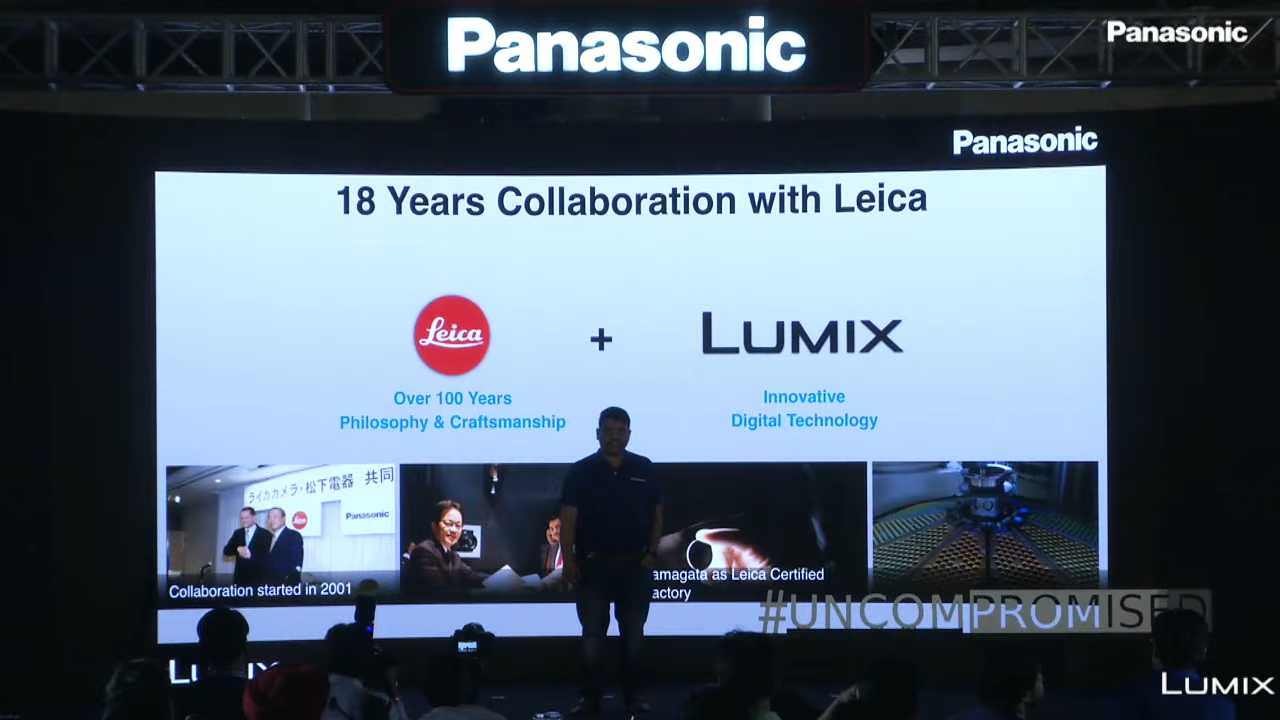 Panasonic
Panasonic
Panasonic
18 Years Collaboration with Leica
Leica
+
LUMIX
Over 100 Years
Philosophy & Craftsmanship
Innovative
Digital Technology
ライカカメラ・松下電器 共同
Leica
Panasonic
Collaboration started in 2001
amagata as Leica Certified
actory
#UNCOMPROMISED
LUMIX
LUMIX